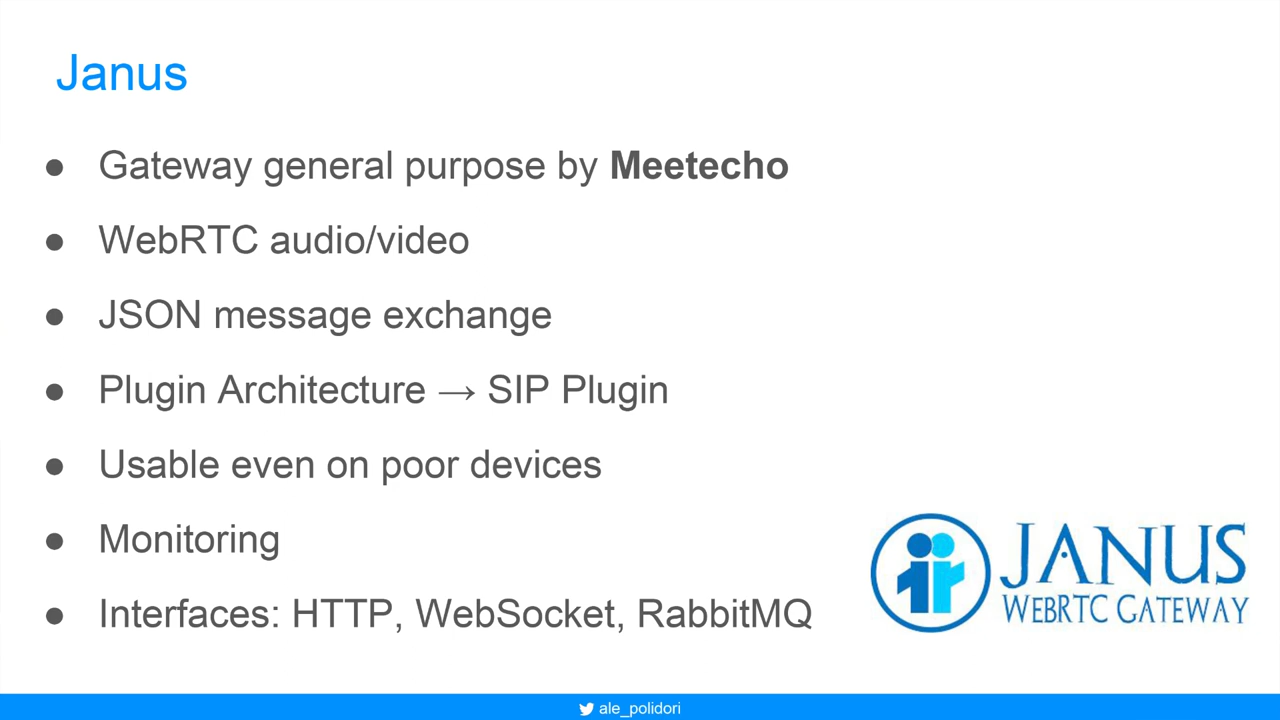 Janus
● Gateway general purpose by Meetecho
● WebRTC audio/video
● JSON message exchange
● Plugin Architecture → SIP Plugin
● Usable even on poor devices
● Monitoring
● Interfaces: HTTP, WebSocket, RabbitMQ
JANUS
WEBRTC GATEWAY
ale_polidori